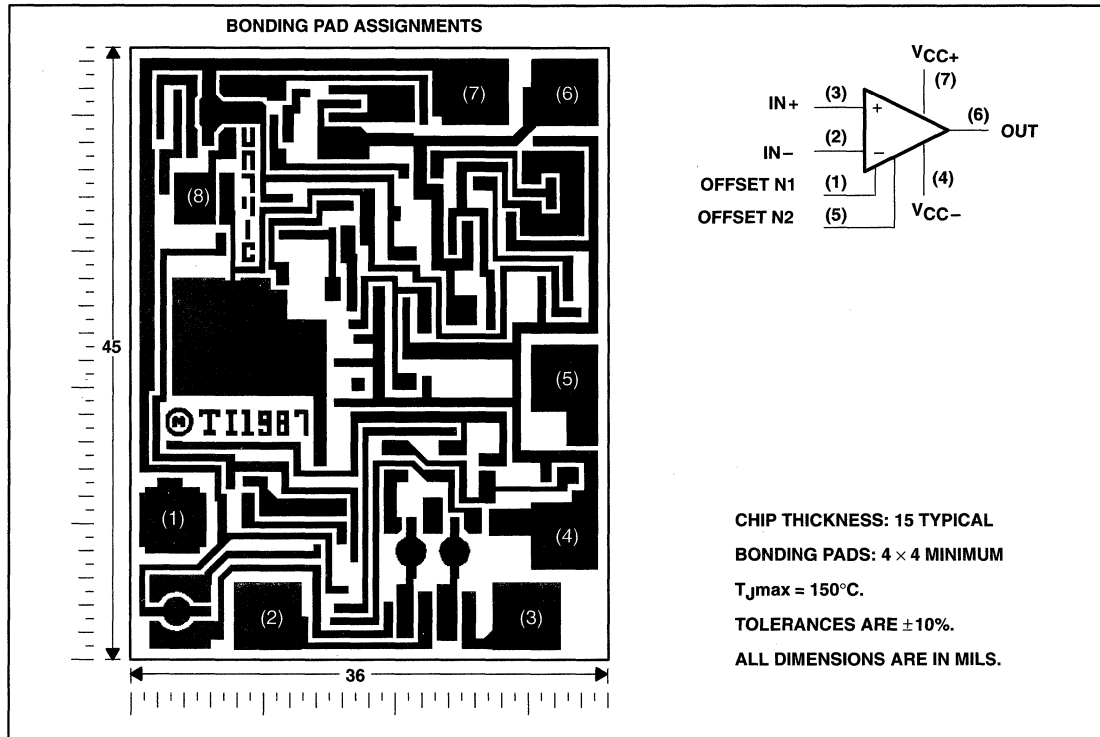 BONDING PAD ASSIGNMENTS
(7)
(6)
(8)
45
(5)
Ⓜ TI1987
(1)
(4)
(2)
(3)
36
VCC+
(7)
(3)
IN+
+
(6)
OUT
(2)
IN−
−
OFFSET N1
(1)
(4)
OFFSET N2
(5)
VCC−
CHIP THICKNESS: 15 TYPICAL
BONDING PADS: 4 × 4 MINIMUM
TJmax = 150°C.
TOLERANCES ARE ±10%.
ALL DIMENSIONS ARE IN MILS.